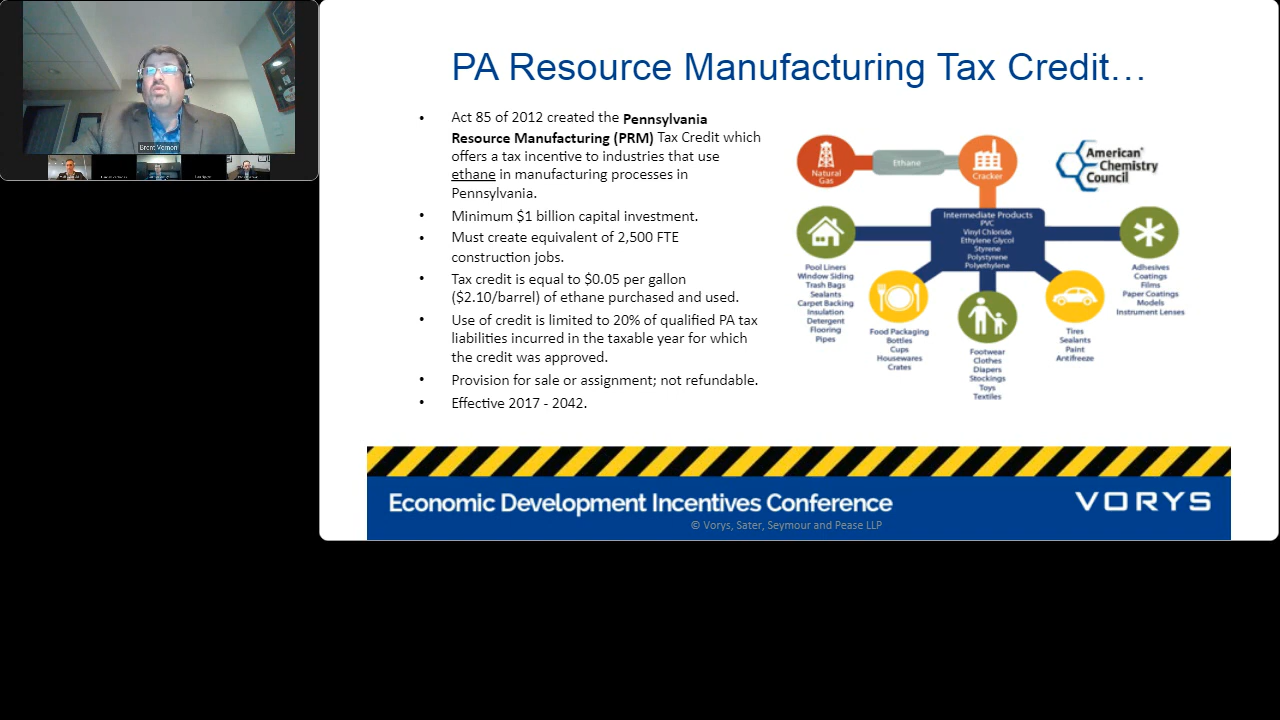 Brent Vernon
PA Resource Manufacturing Tax Credit…
• Act 85 of 2012 created the Pennsylvania
Resource Manufacturing (PRM) Tax Credit which
offers a tax incentive to industries that use
ethane in manufacturing processes in
Pennsylvania.
• Minimum $1 billion capital investment.
• Must create equivalent of 2,500 FTE
construction jobs.
• Tax credit is equal to $0.05 per gallon
($2.10/barrel) of ethane purchased and used.
• Use of credit is limited to 20% of qualified PA tax
liabilities incurred in the taxable year for which
the credit was approved.
• Provision for sale or assignment; not refundable.
• Effective 2017 - 2042.
Natural
Gas
Ethane
Cracker
American®
Chemistry
Council
Intermediate Products
PVC
Vinyl Chloride
Ethylene Glycol
Styrene
Polystyrene
Polyethylene
Pool Liners
Window Siding
Trash Bags
Sealants
Carpet Backing
Insulation
Detergent
Flooring
Pipes
Food Packaging
Bottles
Cups
Housewares
Crates
Footwear
Clothes
Diapers
Stockings
Toys
Textiles
Tires
Sealants
Paint
Antifreeze
Adhesives
Coatings
Films
Paper Coatings
Models
Instrument Lenses
Economic Development Incentives Conference
VORYS
© Vorys, Sater, Seymour and Pease LLP